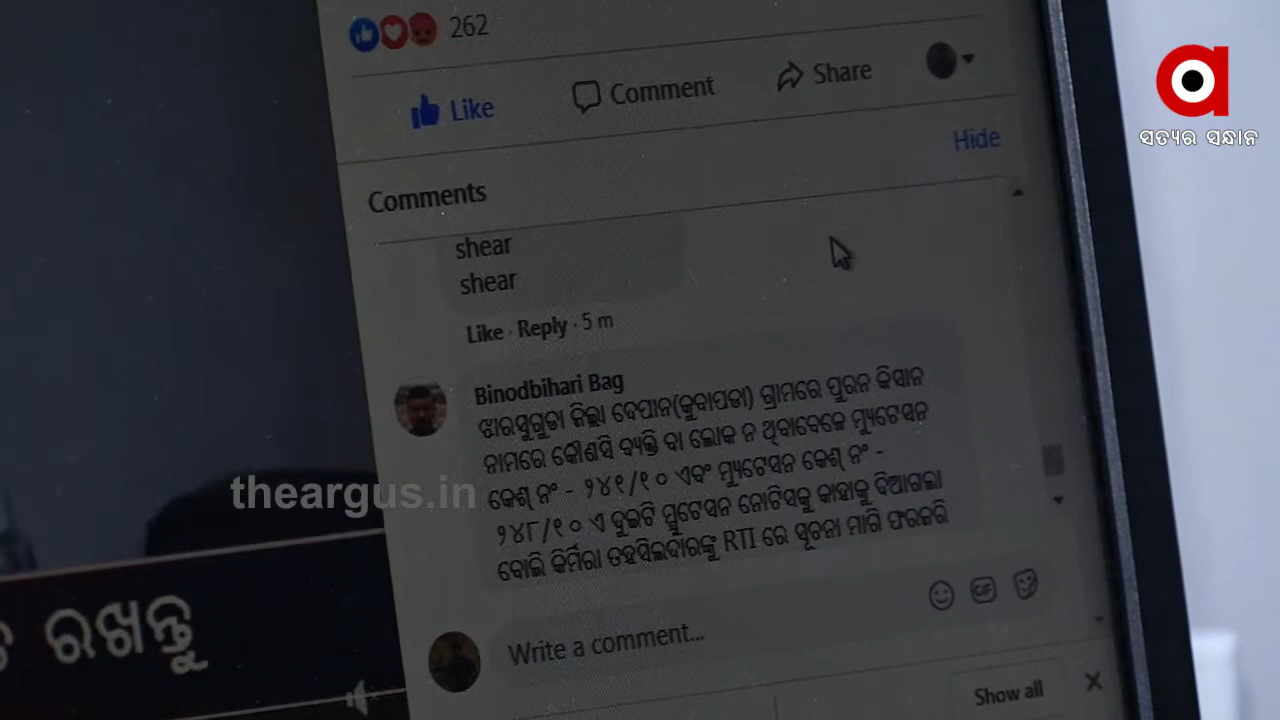 262
Like Comment Share
ସତ୍ୟର ସନ୍ଧାନ
Hide
Comments
shear
shear
Like · Reply · 5 m
Binodbihari Bag
ଝାରସୁଗୁଡା ଜିଲ୍ଲା ଦେପାନ(କୁବାପଡା) ଗ୍ରାମରେ ପୁରନ କିସାନ
ନାମରେ କୌଣସି ବ୍ୟକ୍ତି ବା ଲୋକ ନ ଥିବାବେଳେ ମ୍ୟୁଟେସନ
କେଶ୍ ନଂ - ୨୪୧/୧୦ ଏବଂ ମ୍ୟୁଟେସନ କେଶ୍ ନଂ -
୨୪୮/୧୦ ଏ ଦୁଇଟି ମ୍ଯୁଟେସନ ନୋଟିସକୁ କାହାକୁ ଦିଆଗଲା
ବୋଲି କିର୍ମିରା ତହସିଲଦାରଙ୍କୁ RTI ରେ ସୂଚନା ମାଗି ଫରକରି
theargus.in
ରଖନ୍ତୁ
GIF
Write a comment...
Show all